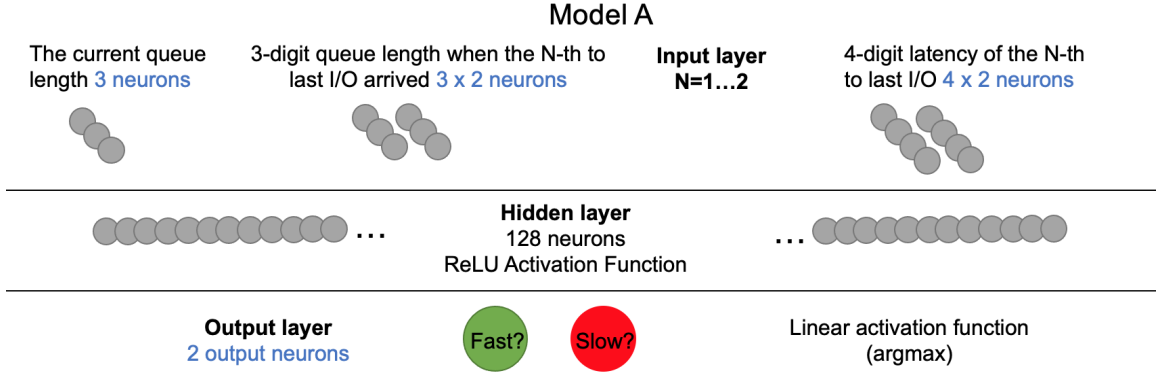 Model A
The current queue
length 3 neurons
3-digit queue length when the N-th to
last I/O arrived 3 x 2 neurons
Input layer
N=1...2
4-digit latency of the N-th
to last I/O 4 x 2 neurons
...
Hidden layer
128 neurons
ReLU Activation Function
...
Output layer
2 output neurons
Fast?
Slow?
Linear activation function
(argmax)